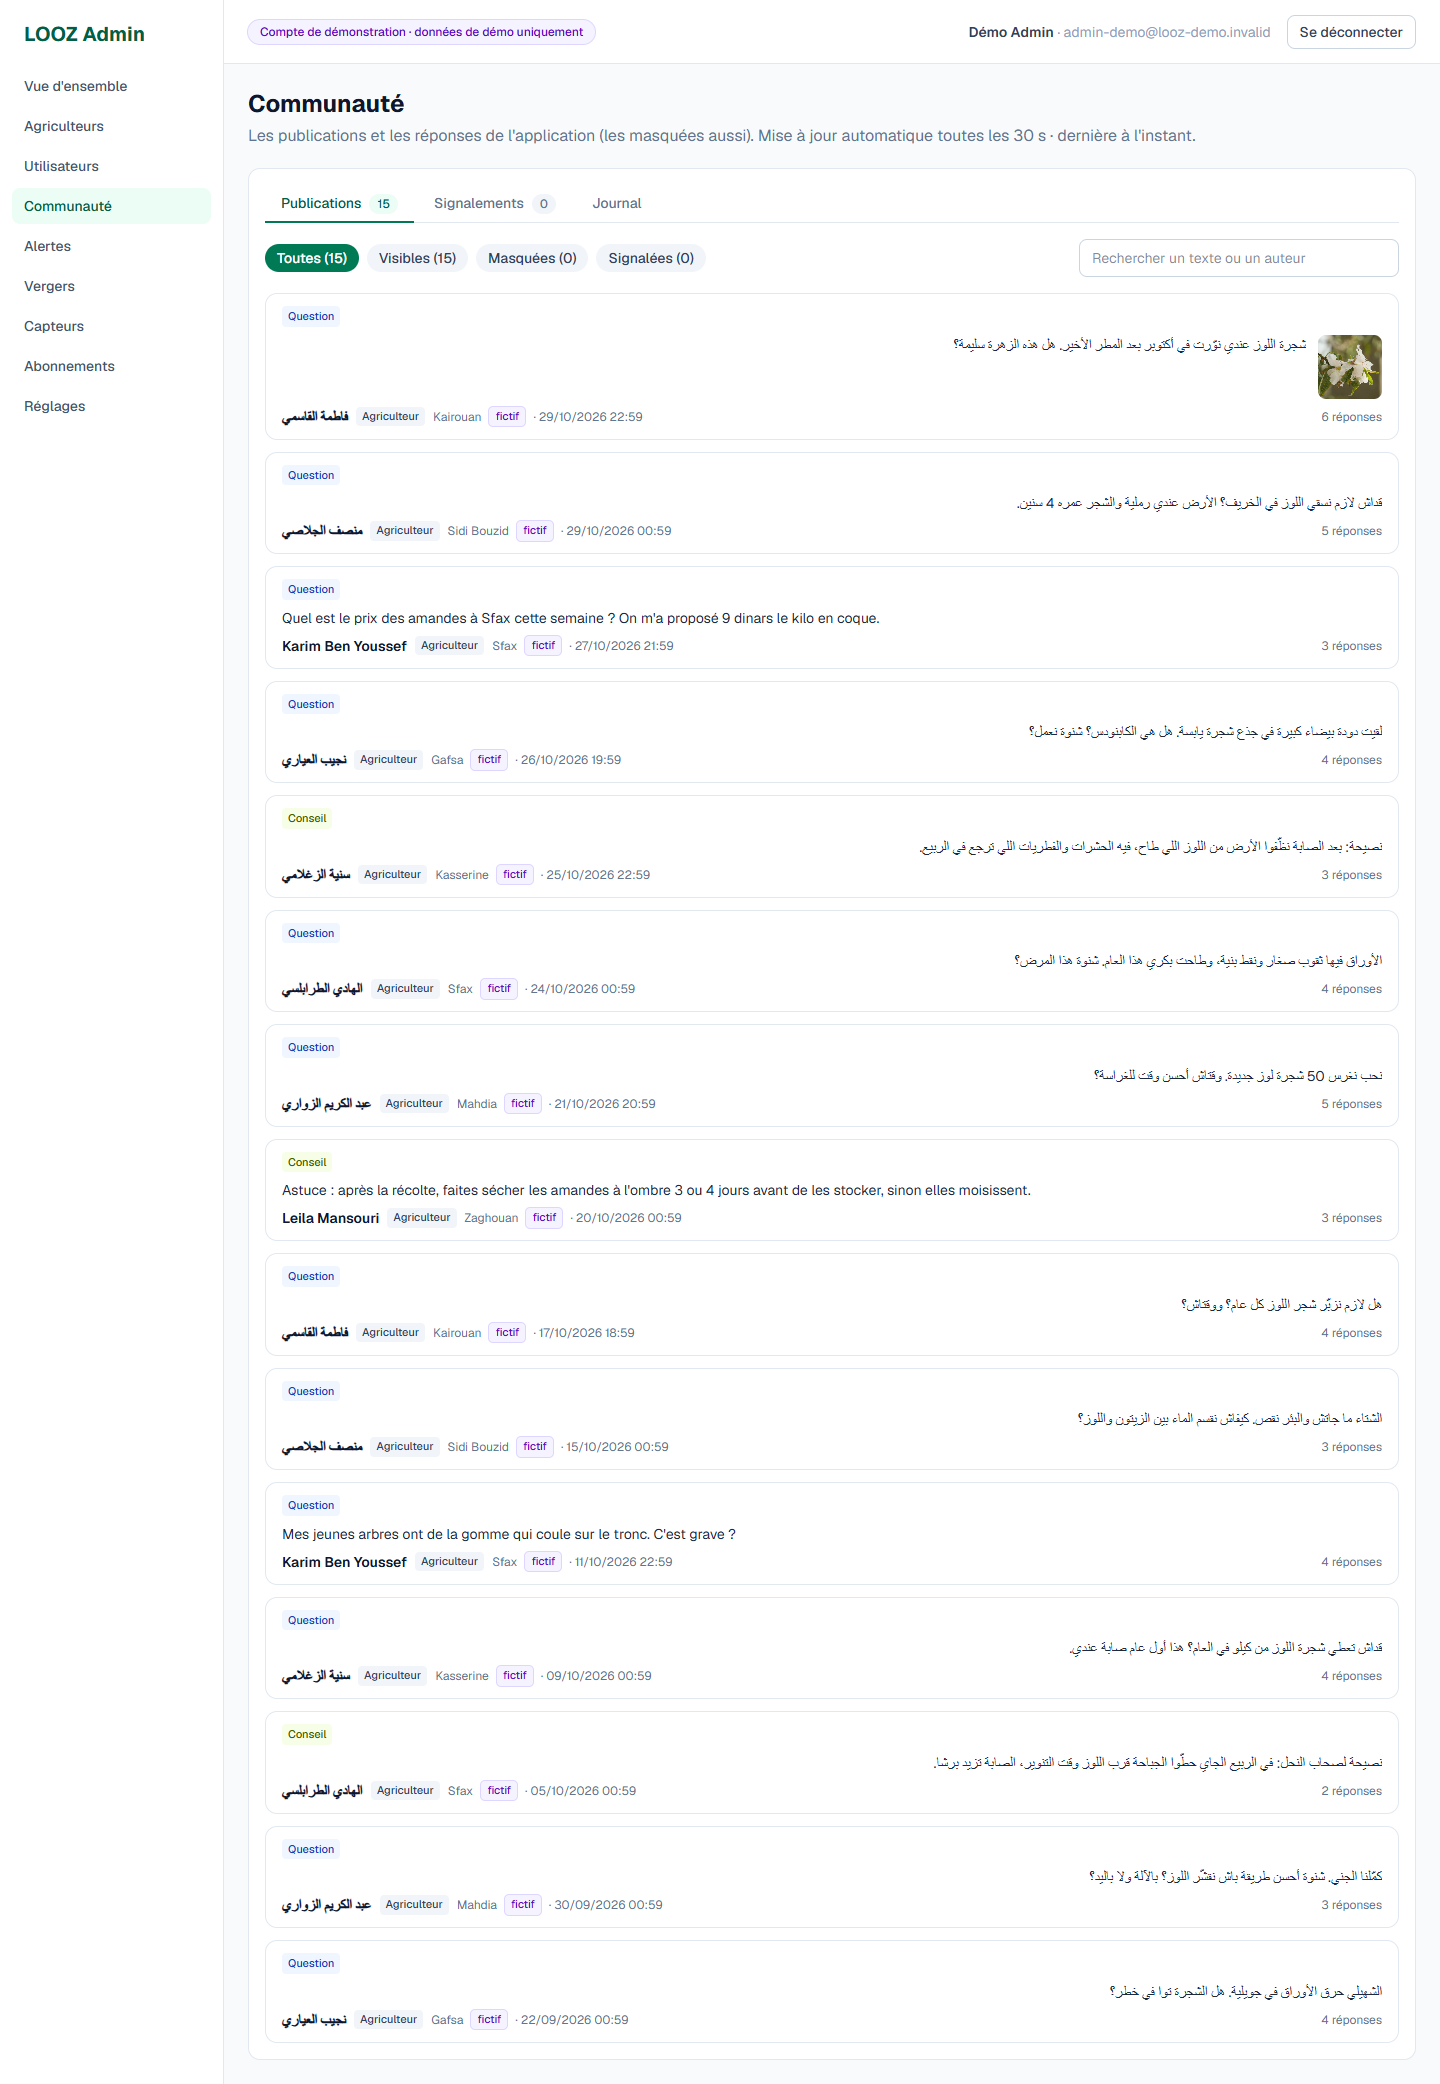 LOOZ Admin
Vue d'ensemble
Agriculteurs
Utilisateurs
Communauté
Alertes
Vergers
Capteurs
Abonnements
Réglages
Compte de démonstration · données de démo uniquement
Démo Admin · admin-demo@looz-demo.invalid
Se déconnecter
Communauté
Les publications et les réponses de l'application (les masquées aussi). Mise à jour automatique toutes les 30 s · dernière à l'instant.
Publications 15 Signalements 0 Journal
Toutes (15) Visibles (15) Masquées (0) Signalées (0) Rechercher un texte ou un auteur
Question
شجرة اللوز عندي نوّرت في أكتوبر بعد المطر الأخير. هل هذه الزهرة سليمة؟
فاطمة القاسمي Agriculteur Kairouan fictif · 29/10/2026 22:59 6 réponses
Question
قداش لازم نسقي اللوز في الخريف؟ الأرض عندي رملية والشجر عمره 4 سنين.
منصف الجلاصي Agriculteur Sidi Bouzid fictif · 29/10/2026 00:59 5 réponses
Question
Quel est le prix des amandes à Sfax cette semaine ? On m'a proposé 9 dinars le kilo en coque.
Karim Ben Youssef Agriculteur Sfax fictif · 27/10/2026 21:59 3 réponses
Question
لقيت دودة بيضاء كبيرة في جذع شجرة يابسة. هل هي الكابنودس؟ شنوة نعمل؟
نجيب العياري Agriculteur Gafsa fictif · 26/10/2026 19:59 4 réponses
Conseil
نصيحة: بعد الصابة نظّفوا الأرض من اللوز اللي طاح، فيه الحشرات والفطريات اللي ترجع في الربيع.
سنية الزغلامي Agriculteur Kasserine fictif · 25/10/2026 22:59 3 réponses
Question
الأوراق فيها ثقوب صغار ونقط بنية، وطاحت بكري هذا العام. شنوة هذا المرض؟
الهادي الطرابلسي Agriculteur Sfax fictif · 24/10/2026 00:59 4 réponses
Question
نحب نغرس 50 شجرة لوز جديدة. وقتاش أحسن وقت للغراسة؟
عبد الكريم الزواري Agriculteur Mahdia fictif · 21/10/2026 20:59 5 réponses
Conseil
Astuce : après la récolte, faites sécher les amandes à l'ombre 3 ou 4 jours avant de les stocker, sinon elles moisissent.
Leila Mansouri Agriculteur Zaghouan fictif · 20/10/2026 00:59 3 réponses
Question
هل لازم نزبّر شجر اللوز كل عام؟ ووقتاش؟
فاطمة القاسمي Agriculteur Kairouan fictif · 17/10/2026 18:59 4 réponses
Question
الشتاء ما جاتش والبئر نقص. كيفاش نقسم الماء بين الزيتون واللوز؟
منصف الجلاصي Agriculteur Sidi Bouzid fictif · 15/10/2026 00:59 3 réponses
Question
Mes jeunes arbres ont de la gomme qui coule sur le tronc. C'est grave ?
Karim Ben Youssef Agriculteur Sfax fictif · 11/10/2026 22:59 4 réponses
Question
قداش تعطي شجرة اللوز من كيلو في العام؟ هذا أول عام صابة عندي.
سنية الزغلامي Agriculteur Kasserine fictif · 09/10/2026 00:59 4 réponses
Conseil
نصيحة لصحاب النحل: في الربيع الجاي حطّوا الجباحة قرب اللوز وقت التنوير، الصابة تزيد برشا.
الهادي الطرابلسي Agriculteur Sfax fictif · 05/10/2026 00:59 2 réponses
Question
كمّلنا الجني. شنوة أحسن طريقة باش نقشّر اللوز؟ بالآلة ولا باليد؟
عبد الكريم الزواري Agriculteur Mahdia fictif · 30/09/2026 00:59 3 réponses
Question
الشهيلي حرق الأوراق في جويلية. هل الشجرة توا في خطر؟
نجيب العياري Agriculteur Gafsa fictif · 22/09/2026 00:59 4 réponses